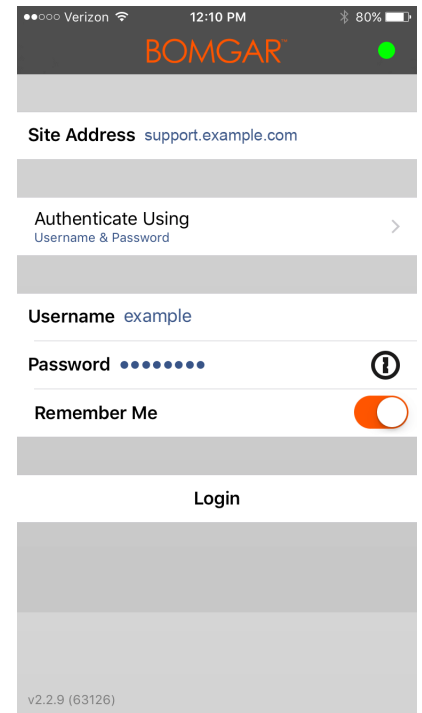 Verizon 12:10 PM 80%
BOMGAR™
Site Address support.example.com
Authenticate Using
Username & Password
Username example
Password ••••••••
Remember Me
Login
v2.2.9 (63126)